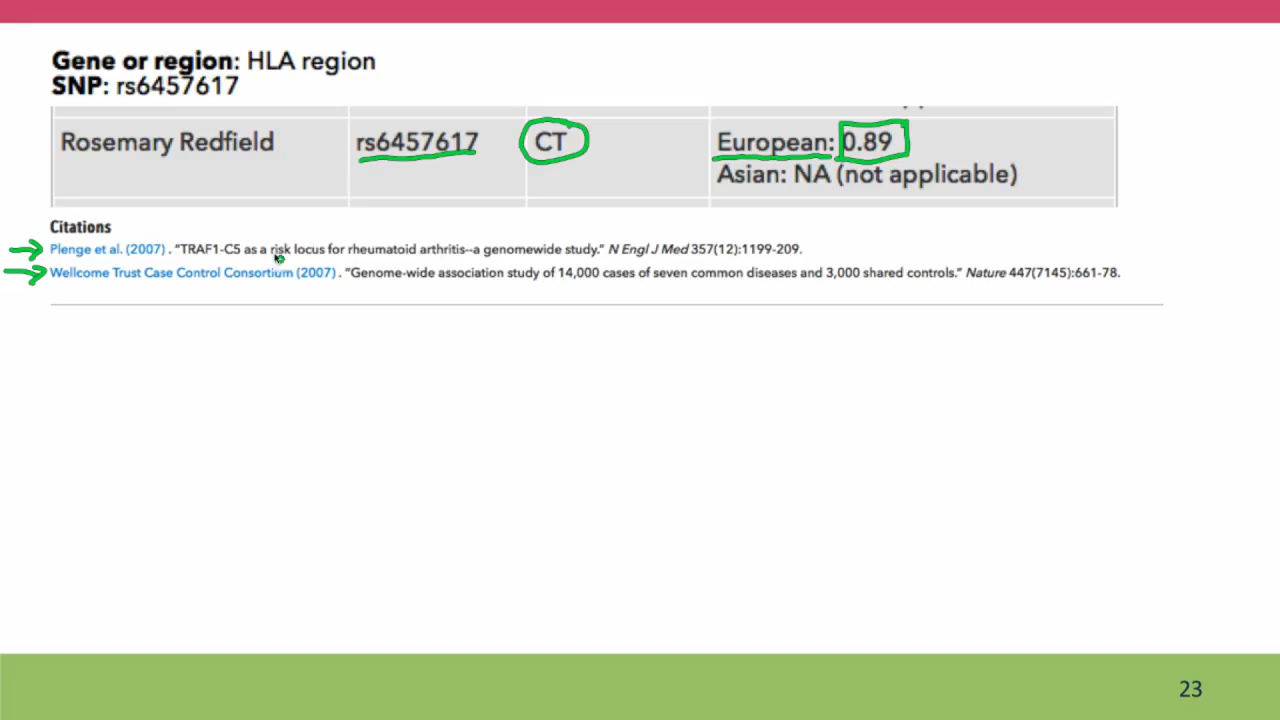 Gene or region: HLA region
SNP: rs6457617
Rosemary Redfield rs6457617 CT European: 0.89
Asian: NA (not applicable)
Citations
Plenge et al. (2007) . “TRAF1-C5 as a risk locus for rheumatoid arthritis--a genomewide study.” N Engl J Med 357(12):1199-209.
Wellcome Trust Case Control Consortium (2007) . “Genome-wide association study of 14,000 cases of seven common diseases and 3,000 shared controls.” Nature 447(7145):661-78.
23